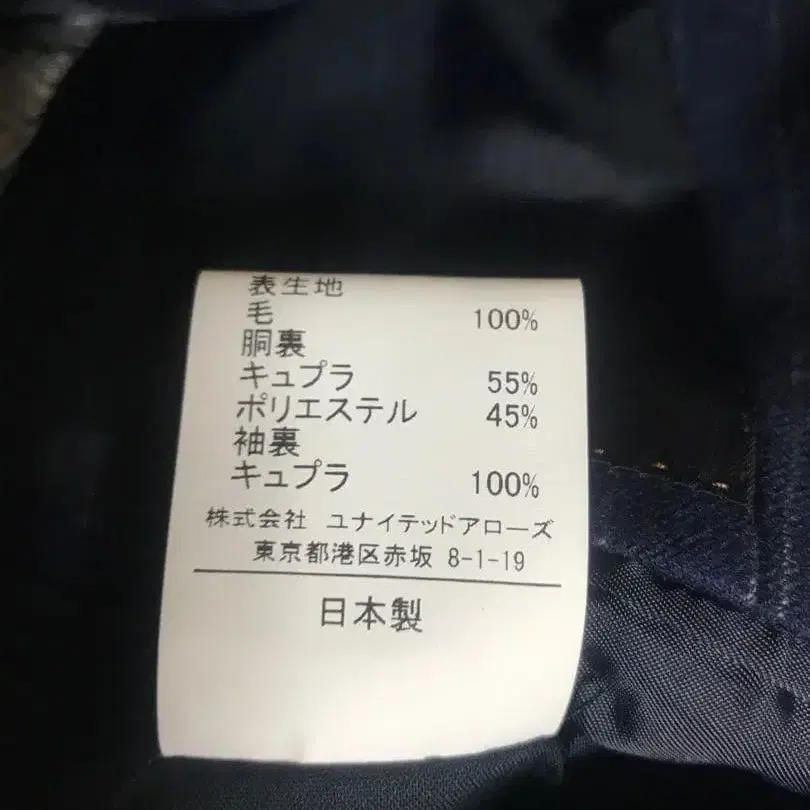 表生地
毛 100%
胴裏
キュプラ 55%
ポリエステル 45%
袖裏
キュプラ 100%
株式会社 ユナイテッドアローズ
東京都港区赤坂 8-1-19
日本製